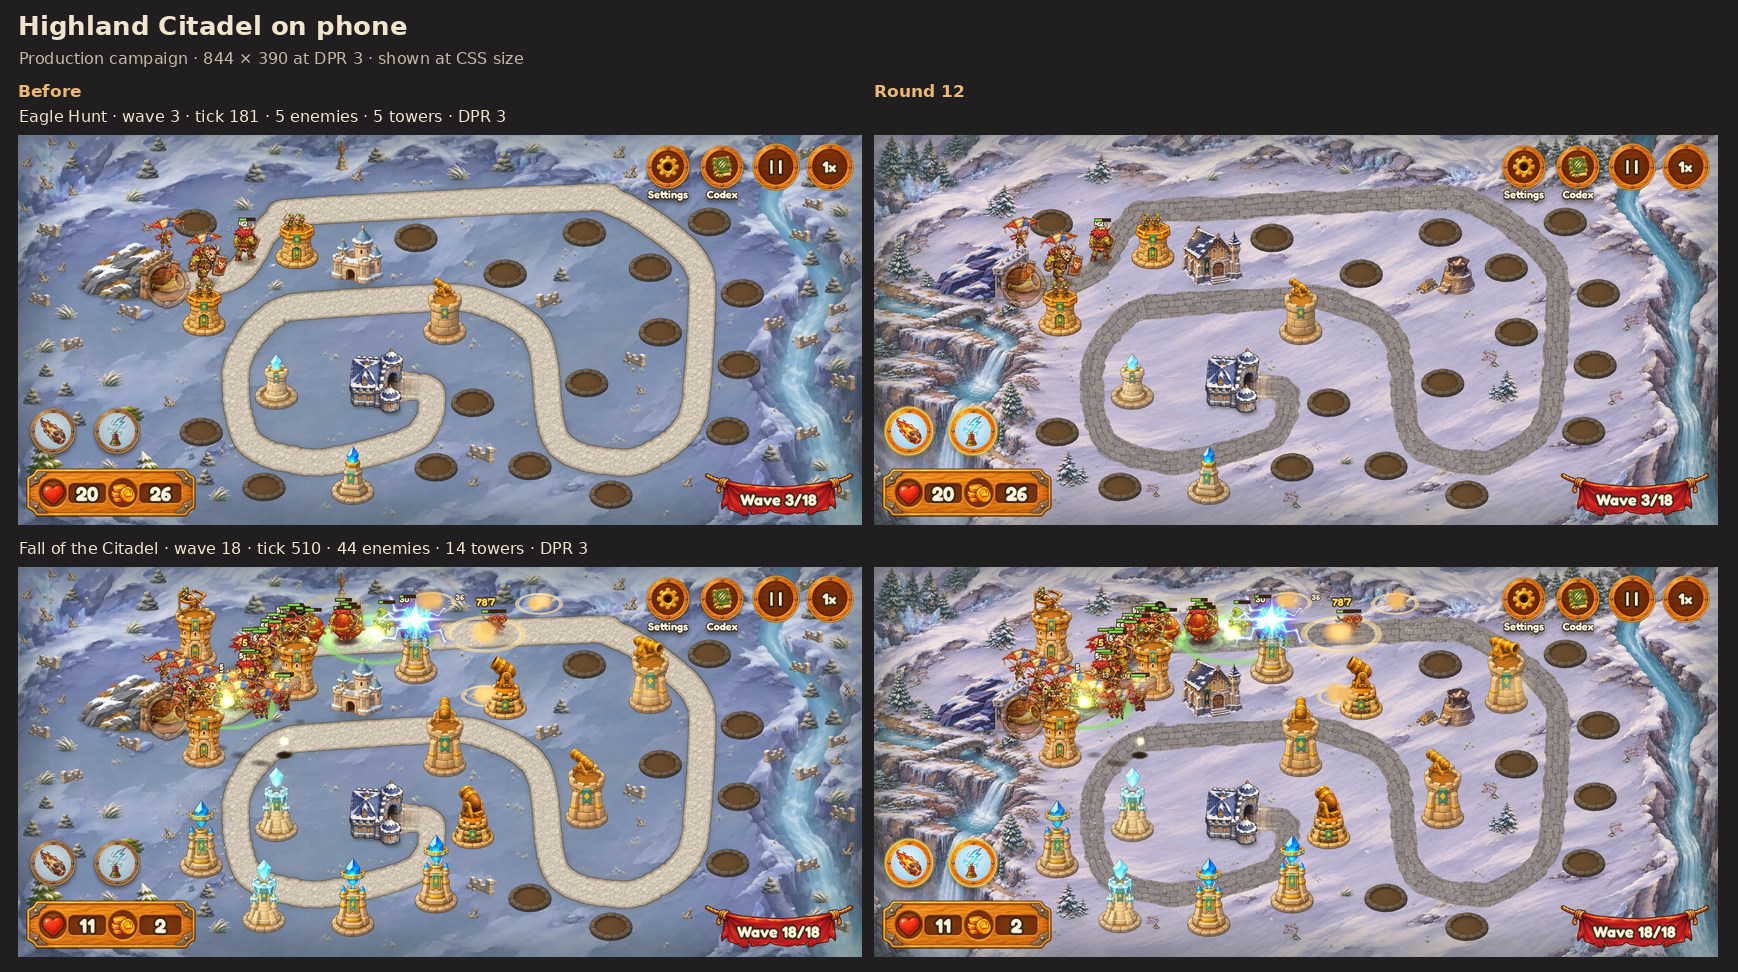 Highland Citadel on phone
Production campaign · 844 × 390 at DPR 3 · shown at CSS size
Before
Round 12
Eagle Hunt · wave 3 · tick 181 · 5 enemies · 5 towers · DPR 3
1x
Settings
Codex
20
26
Wave 3/18
1x
Settings
Codex
20
26
Wave 3/18
Fall of the Citadel · wave 18 · tick 510 · 44 enemies · 14 towers · DPR 3
36
787
1x
Settings
Codex
11
2
Wave 18/18
36
787
1x
Settings
Codex
11
2
Wave 18/18